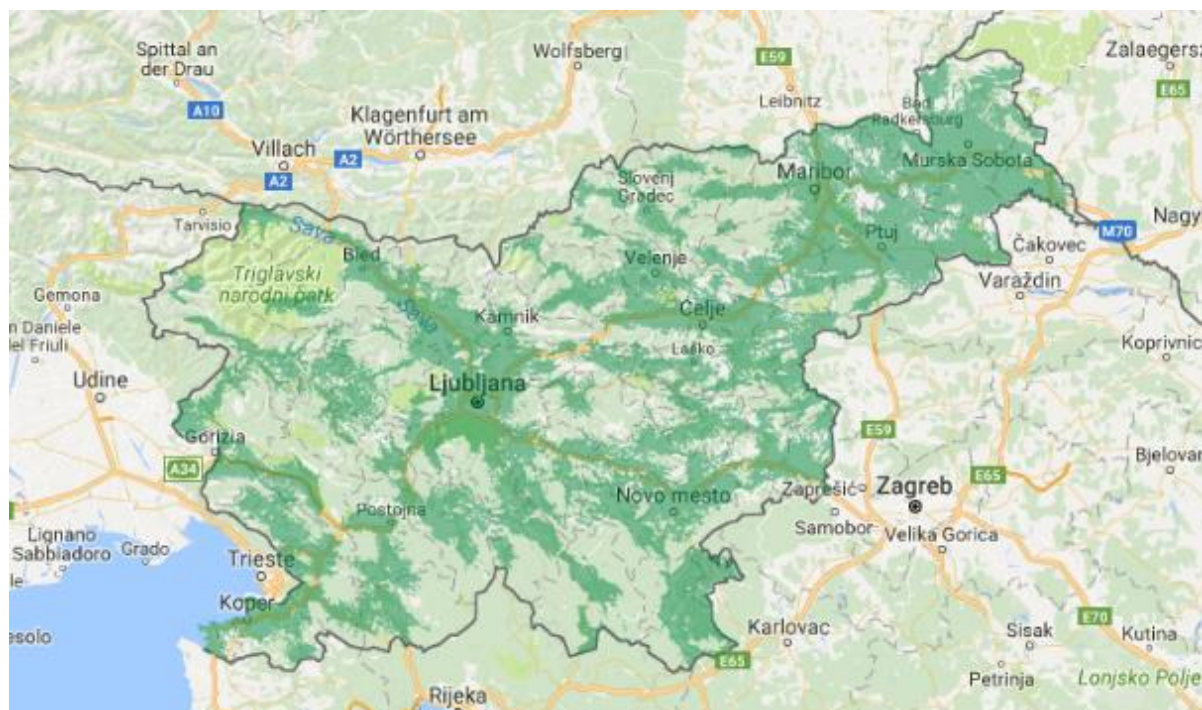 Spittal an
der Drau
Wolfsberg
E59
Zalaegersz
E65
A10
Leibnitz
Klagenfurt am
Wörthersee
Bad
Radkersburg
Villach
A2
A2
Murska Sobota
Slovenj
Gradec
Maribor
Tarvisio
Sava
Ptuj
M70
Nagy
Bled
Čakovec
Velenje
Triglavski
narodni park
Varaždin
Gemona
Sava
Kamnik
Celje
an Daniele
del Friuli
Laško
Koprivnic
Udine
Ljubljana
E59
Gorizia
A34
E65
Bjelovar
Zaprešić
Zagreb
Novo mesto
Postojna
Samobor
Lignano
Sabbiadoro
Grado
Trieste
Velika Gorica
Koper
E70
esolo
Karlovac
Sisak
Kutina
E65
Petrinja
Lonjsko Polje
Rijeka